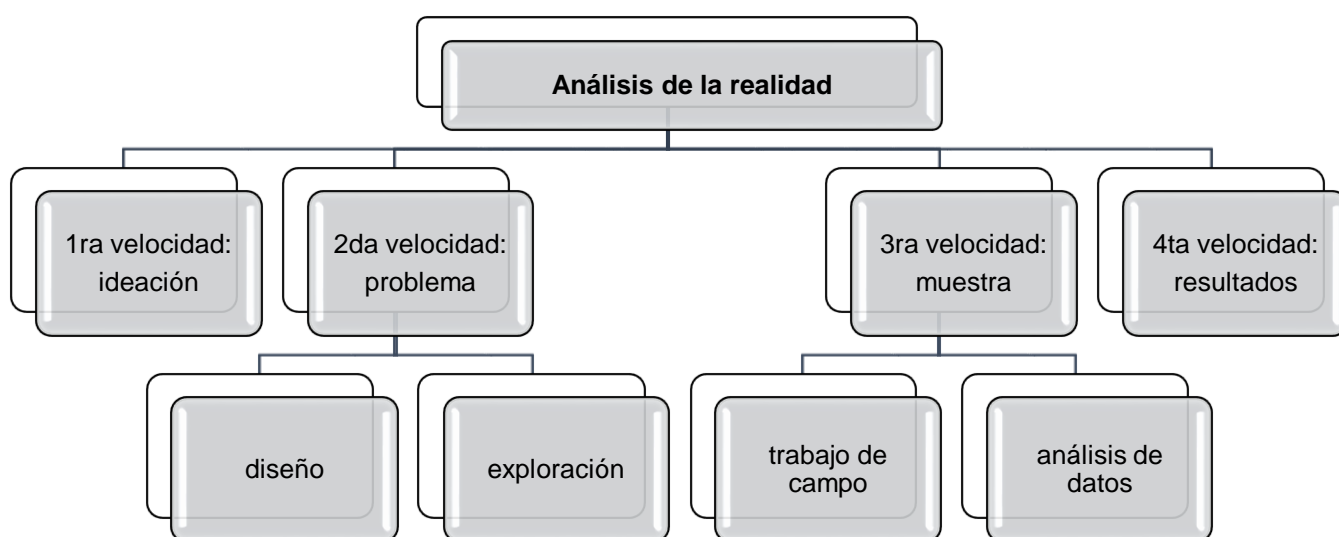 Análisis de la realidad
1ra velocidad:
ideación
2da velocidad:
problema
3ra velocidad:
muestra
4ta velocidad:
resultados
diseño
exploración
trabajo de
campo
análisis de
datos